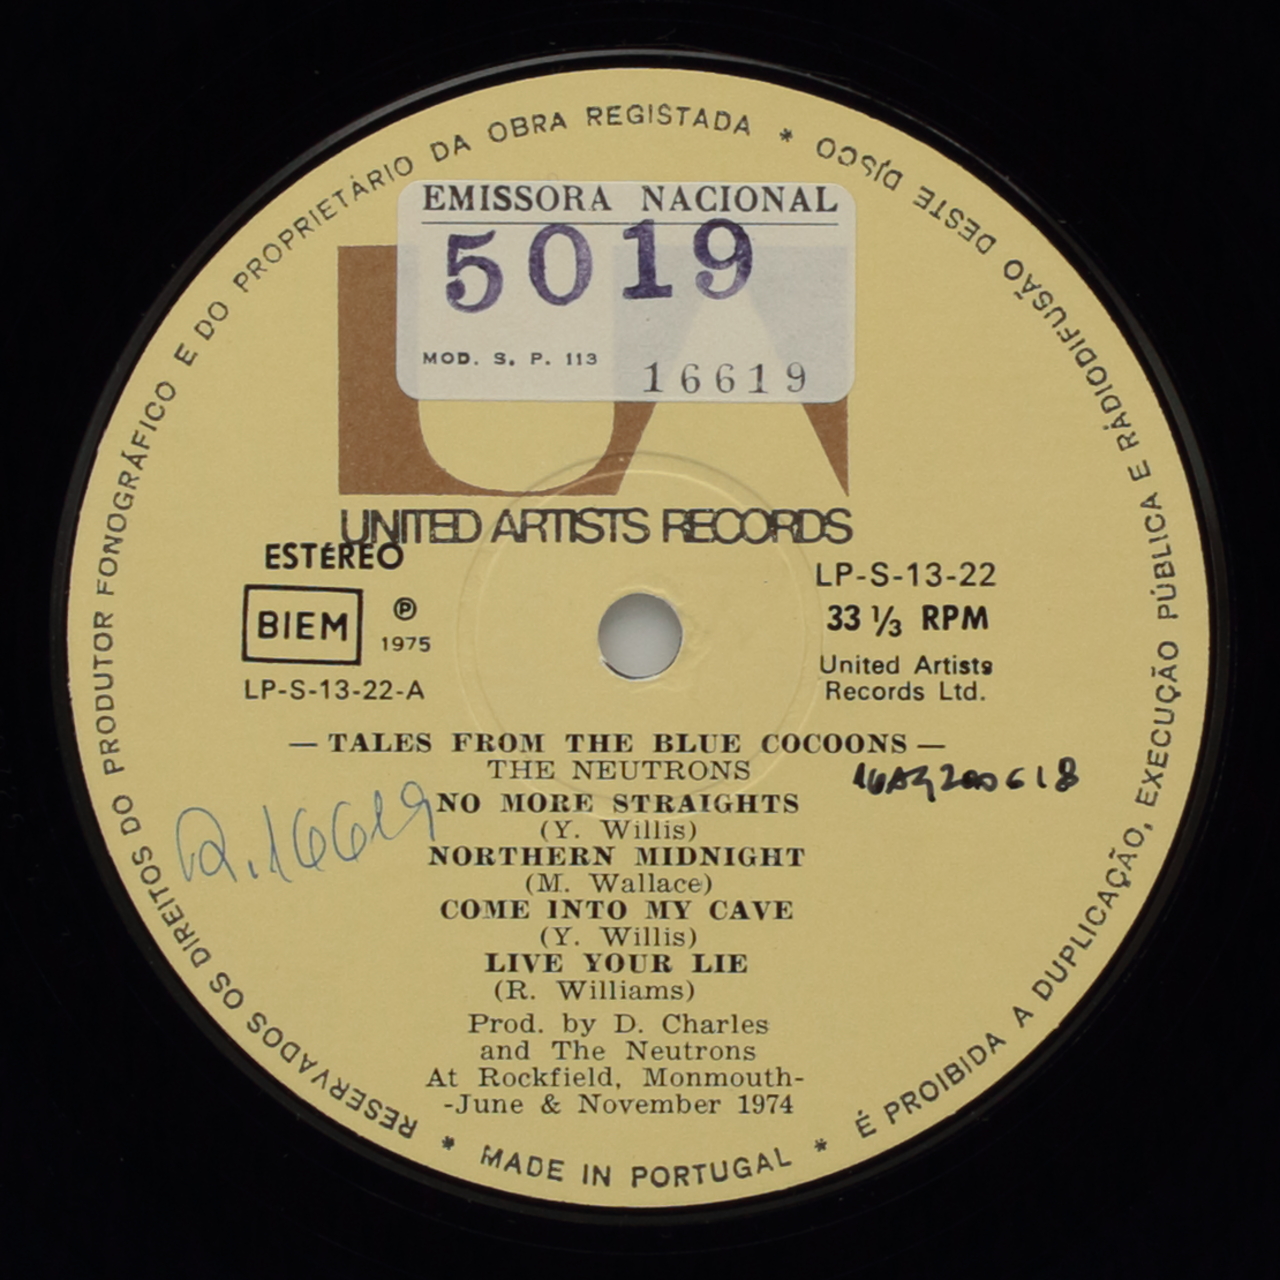 RESERVADOS OS DIREITOS DO PRODUTOR FONOGRÁFICO E DO PROPRIETÁRIO DA OBRA REGISTADA * É PROIBIDA A DUPLICAÇÃO, EXECUÇÃO PÚBLICA E RÁDIODIFUSÃO DESTE DISCO
EMISSORA NACIONAL
5019
MOD. S. P. 113
16619
UNITED ARTISTS RECORDS
ESTÉREO
BIEM
℗
1975
LP-S-13-22-A
LP-S-13-22
33 ⅓ RPM
United Artists
Records Ltd.
— TALES FROM THE BLUE COCOONS —
THE NEUTRONS
R.16619
NO MORE STRAIGHTS
(Y. Willis)
NORTHERN MIDNIGHT
(M. Wallace)
COME INTO MY CAVE
(Y. Willis)
LIVE YOUR LIE
(R. Williams)
Prod. by D. Charles
and The Neutrons
At Rockfield, Monmouth-
-June & November 1974
* MADE IN PORTUGAL *